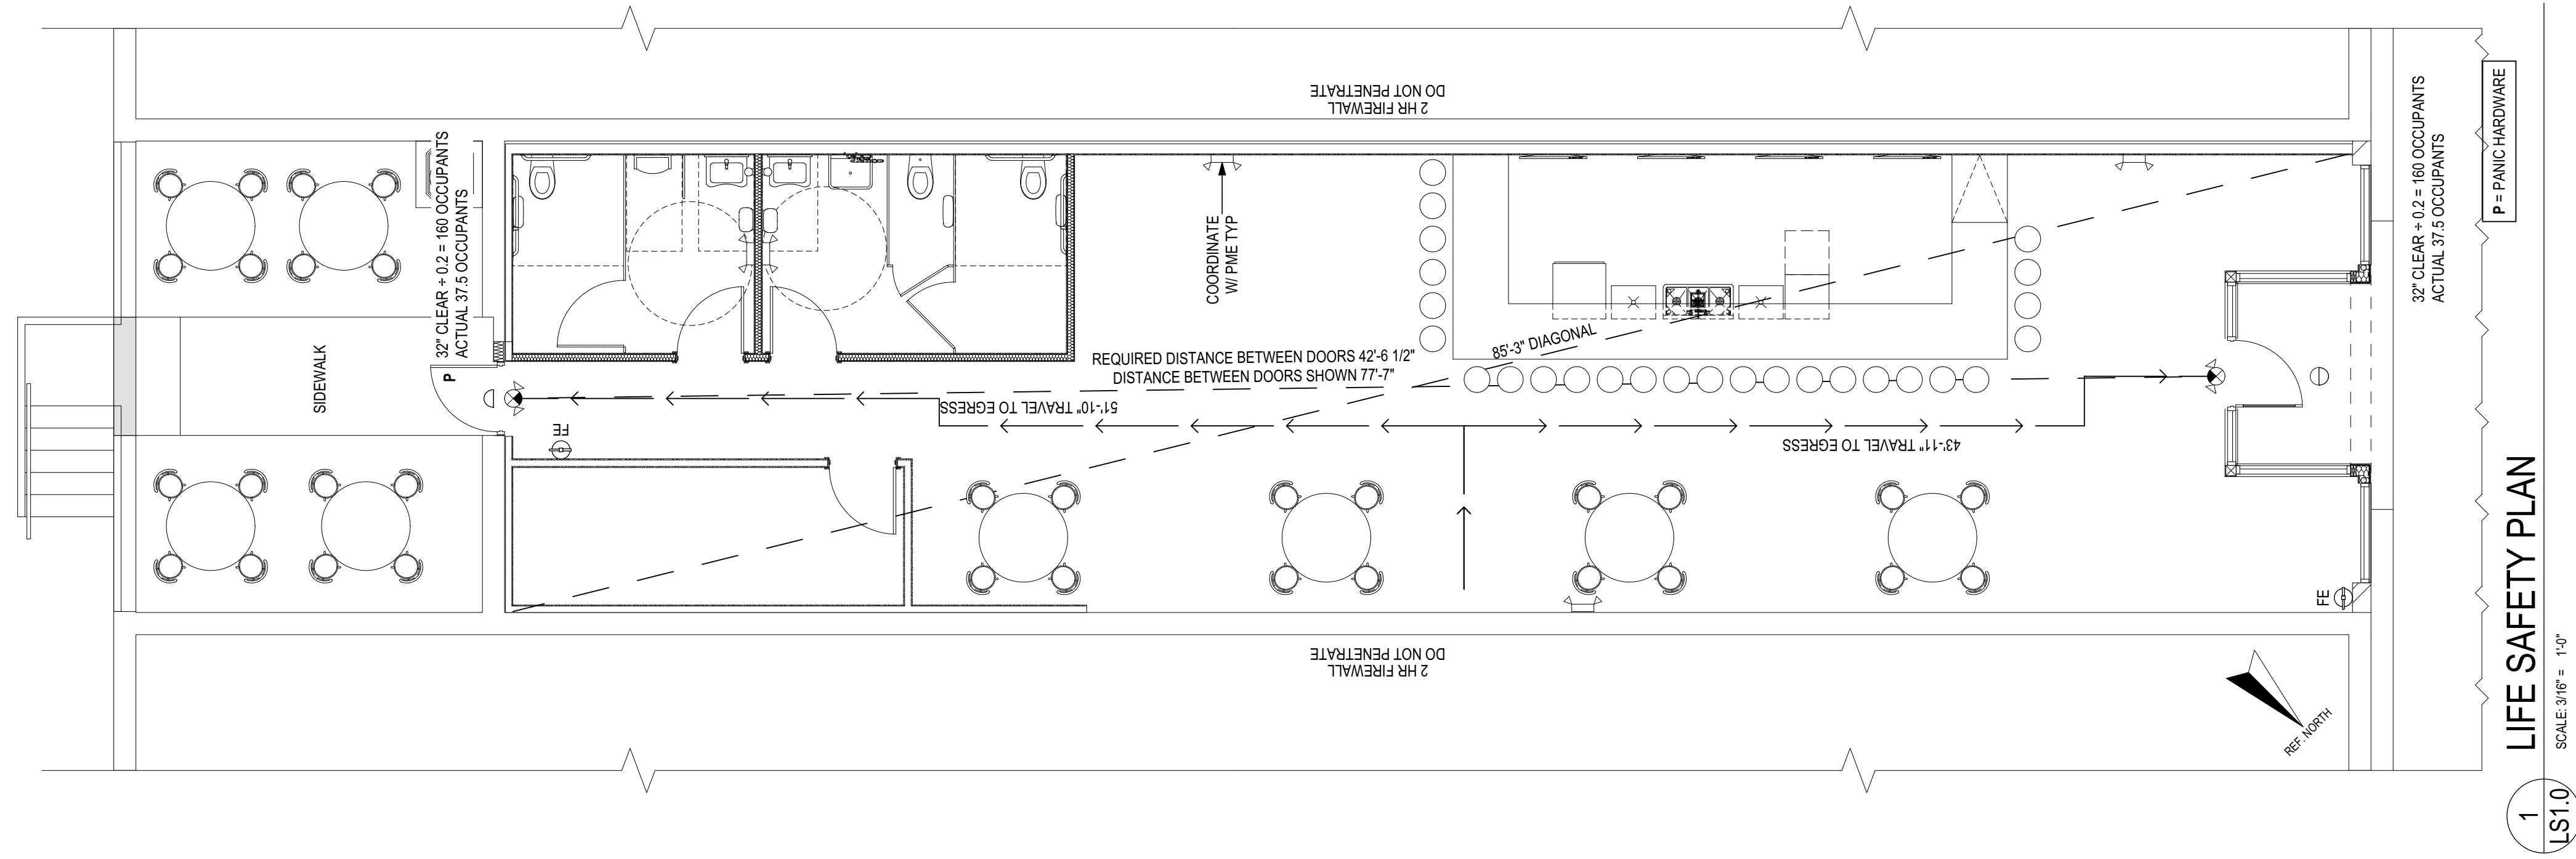 32" CLEAR ÷ 0.2 = 160 OCCUPANTS
ACTUAL 37.5 OCCUPANTS
P
SIDEWALK
FE
2 HR FIREWALL
DO NOT PENETRATE
COORDINATE
W/ PME TYP
REQUIRED DISTANCE BETWEEN DOORS 42'-6 1/2"
DISTANCE BETWEEN DOORS SHOWN 77'-7"
85'-3" DIAGONAL
51'-10" TRAVEL TO EGRESS
43'-11" TRAVEL TO EGRESS
2 HR FIREWALL
DO NOT PENETRATE
FE
32" CLEAR ÷ 0.2 = 160 OCCUPANTS
ACTUAL 37.5 OCCUPANTS
P = PANIC HARDWARE
REF. NORTH
1
LS1.0
LIFE SAFETY PLAN
SCALE: 3/16" = 1'-0"